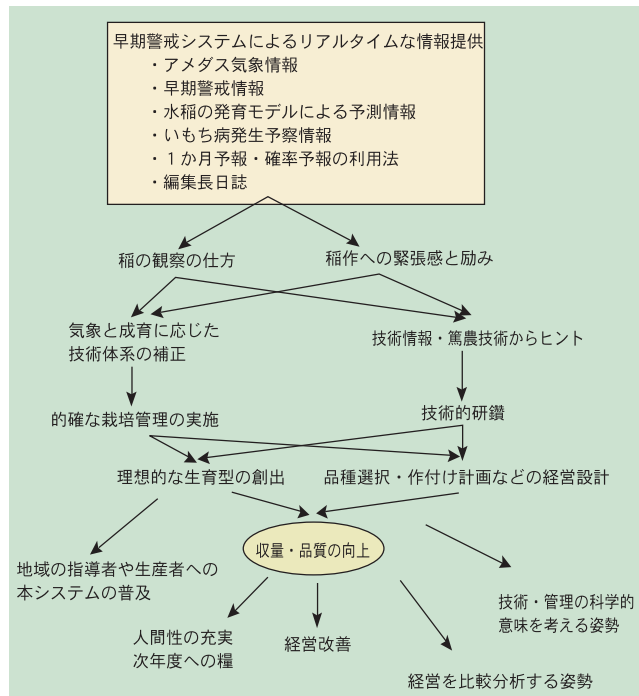 早期警戒システムによるリアルタイムな情報提供
・アメダス気象情報
・早期警戒情報
・水稲の発育モデルによる予測情報
・いもち病発生予察情報
・１か月予報・確率予報の利用法
・編集長日誌
稲の観察の仕方
稲作への緊張感と励み
気象と成育に応じた
技術体系の補正
技術情報・篤農技術からヒント
的確な栽培管理の実施
技術的研鑽
理想的な生育型の創出
品種選択・作付け計画などの経営設計
収量・品質の向上
地域の指導者や生産者への
本システムの普及
技術・管理の科学的
意味を考える姿勢
人間性の充実
次年度への糧
経営改善
経営を比較分析する姿勢